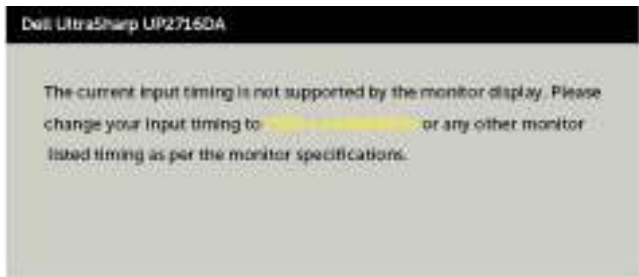 Dell UltraSharp UP2716DA
The current input timing is not supported by the monitor display. Please
change your input timing to or any other monitor
listed timing as per the monitor specifications.